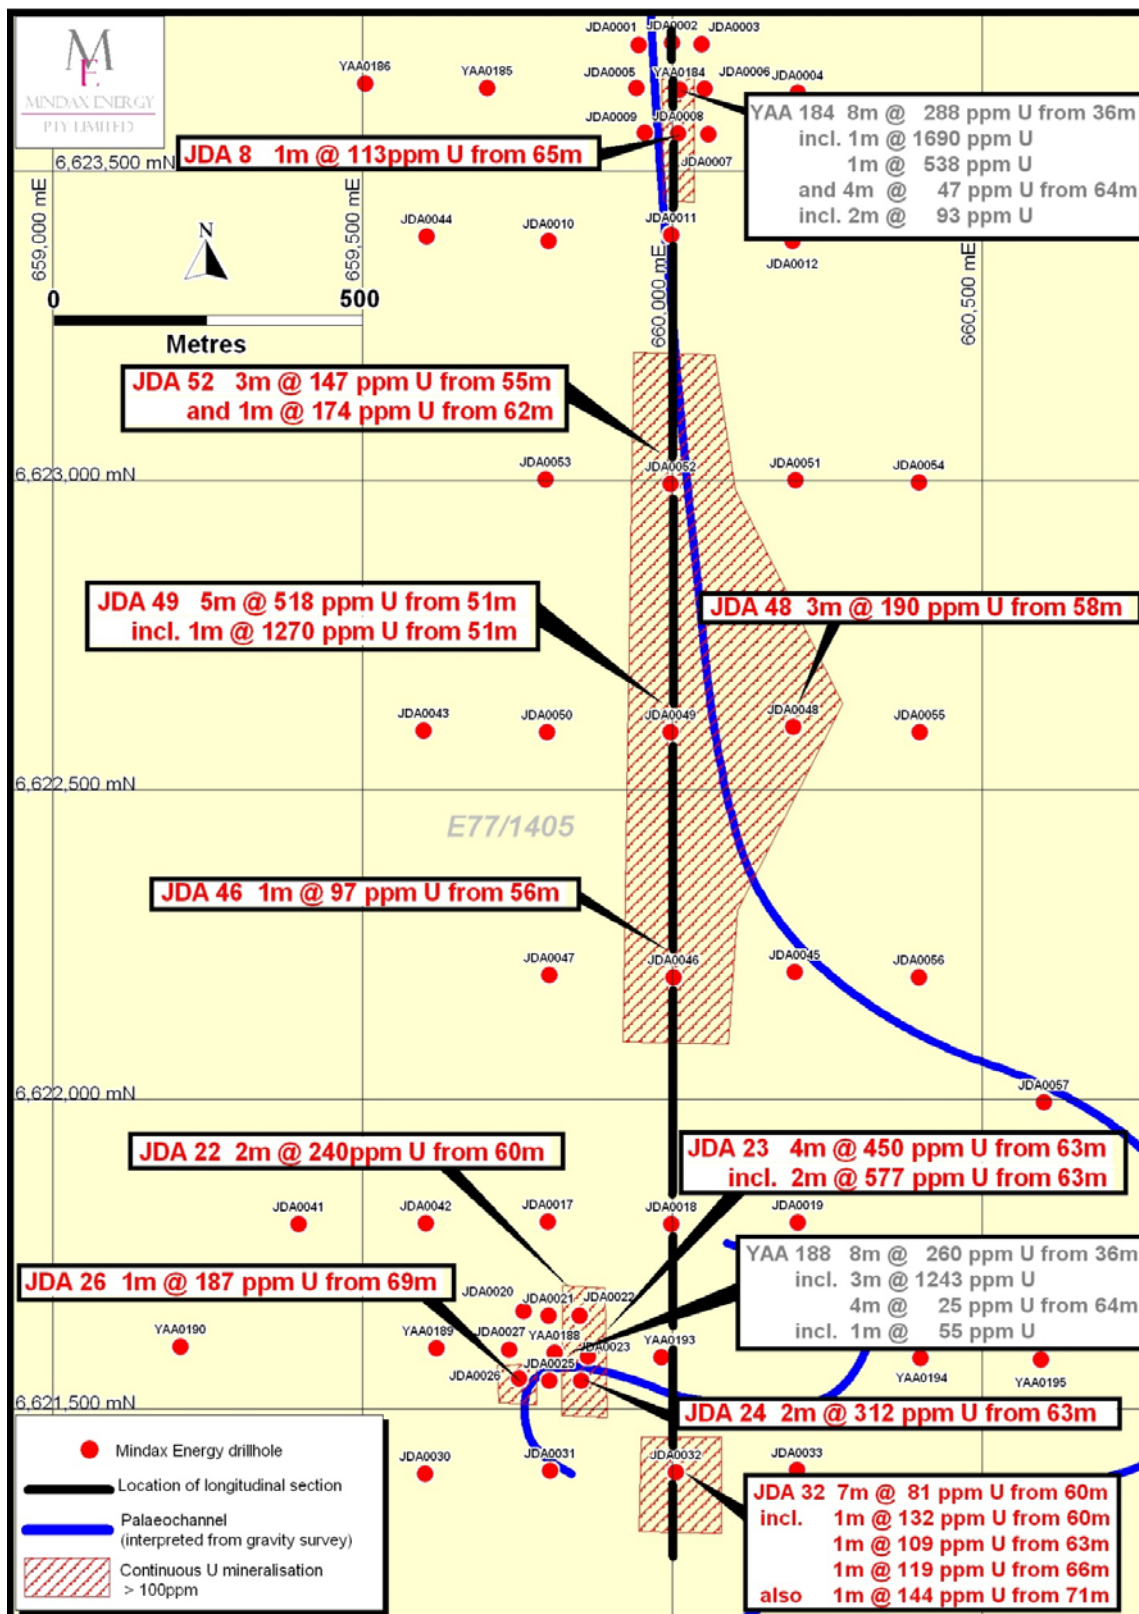 ME
MINDAX ENERGY
PTY LIMITED
JDA0001
JDA0002
JDA0003
YAA0186
YAA0185
JDA0005
YAA0184
JDA0006
JDA0004
JDA0009
JDA0008
JDA0007
YAA 184 8m @ 288 ppm U from 36m
incl. 1m @ 1690 ppm U
1m @ 538 ppm U
and 4m @ 47 ppm U from 64m
incl. 2m @ 93 ppm U
JDA 8 1m @ 113ppm U from 65m
6,623,500 mN
659,000 mE
659,500 mE
660,000 mE
660,500 mE
JDA0044
JDA0010
JDA0011
JDA0012
N
0 500
Metres
JDA 52 3m @ 147 ppm U from 55m
and 1m @ 174 ppm U from 62m
6,623,000 mN
JDA0053
JDA0052
JDA0051
JDA0054
JDA 49 5m @ 518 ppm U from 51m
incl. 1m @ 1270 ppm U from 51m
JDA 48 3m @ 190 ppm U from 58m
JDA0043
JDA0050
JDA0049
JDA0048
JDA0055
6,622,500 mN
E77/1405
JDA 46 1m @ 97 ppm U from 56m
JDA0047
JDA0046
JDA0045
JDA0056
6,622,000 mN
JDA0057
JDA 22 2m @ 240ppm U from 60m
JDA 23 4m @ 450 ppm U from 63m
incl. 2m @ 577 ppm U from 63m
JDA0041
JDA0042
JDA0017
JDA0018
JDA0019
YAA 188 8m @ 260 ppm U from 36m
incl. 3m @ 1243 ppm U
4m @ 25 ppm U from 64m
incl. 1m @ 55 ppm U
JDA 26 1m @ 187 ppm U from 69m
JDA0020
JDA0021
JDA0022
YAA0190
YAA0189
JDA0027
YAA0188
JDA0023
YAA0193
YAA0194
YAA0195
JDA0026
JDA0025
6,621,500 mN
JDA 24 2m @ 312 ppm U from 63m
JDA0030
JDA0031
JDA0032
JDA0033
JDA 32 7m @ 81 ppm U from 60m
incl. 1m @ 132 ppm U from 60m
1m @ 109 ppm U from 63m
1m @ 119 ppm U from 66m
also 1m @ 144 ppm U from 71m
Mindax Energy drillhole
Location of longitudinal section
Palaeochannel
(interpreted from gravity survey)
Continuous U mineralisation
> 100ppm